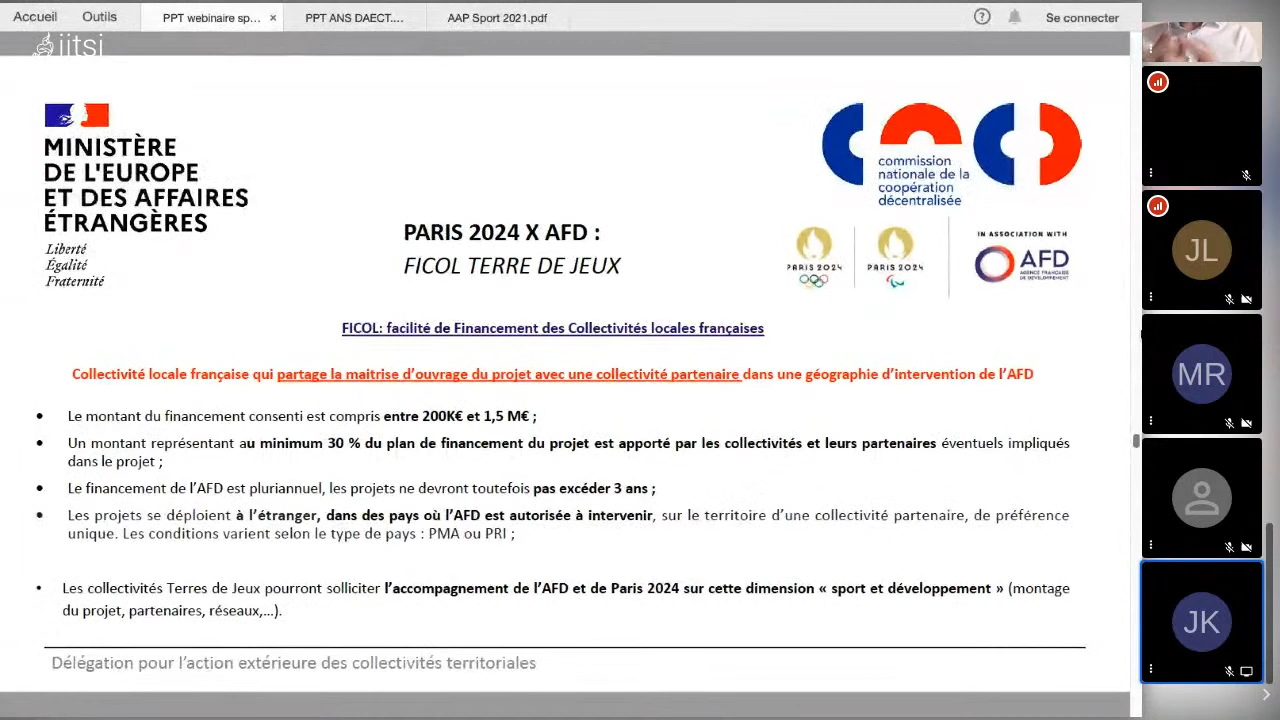 Accueil Outils PPT webinaire sp... × PPT ANS DAECT.... AAP Sport 2021.pdf Se connecter
jitsi
MINISTÈRE
DE L'EUROPE
ET DES AFFAIRES
ÉTRANGÈRES
Liberté
Égalité
Fraternité
commission
nationale de la
coopération
décentralisée
PARIS 2024 X AFD :
FICOL TERRE DE JEUX
PARIS 2024
PARIS 2024
IN ASSOCIATION WITH
AFD
AGENCE FRANÇAISE
DE DÉVELOPPEMENT
FICOL: facilité de Financement des Collectivités locales françaises
Collectivité locale française qui partage la maitrise d’ouvrage du projet avec une collectivité partenaire dans une géographie d’intervention de l’AFD
• Le montant du financement consenti est compris entre 200K€ et 1,5 M€ ;
• Un montant représentant au minimum 30 % du plan de financement du projet est apporté par les collectivités et leurs partenaires éventuels impliqués
dans le projet ;
• Le financement de l’AFD est pluriannuel, les projets ne devront toutefois pas excéder 3 ans ;
• Les projets se déploient à l’étranger, dans des pays où l’AFD est autorisée à intervenir, sur le territoire d’une collectivité partenaire, de préférence
unique. Les conditions varient selon le type de pays : PMA ou PRI ;
• Les collectivités Terres de Jeux pourront solliciter l’accompagnement de l’AFD et de Paris 2024 sur cette dimension « sport et développement » (montage
du projet, partenaires, réseaux,...).
Délégation pour l’action extérieure des collectivités territoriales
JL
MR
JK